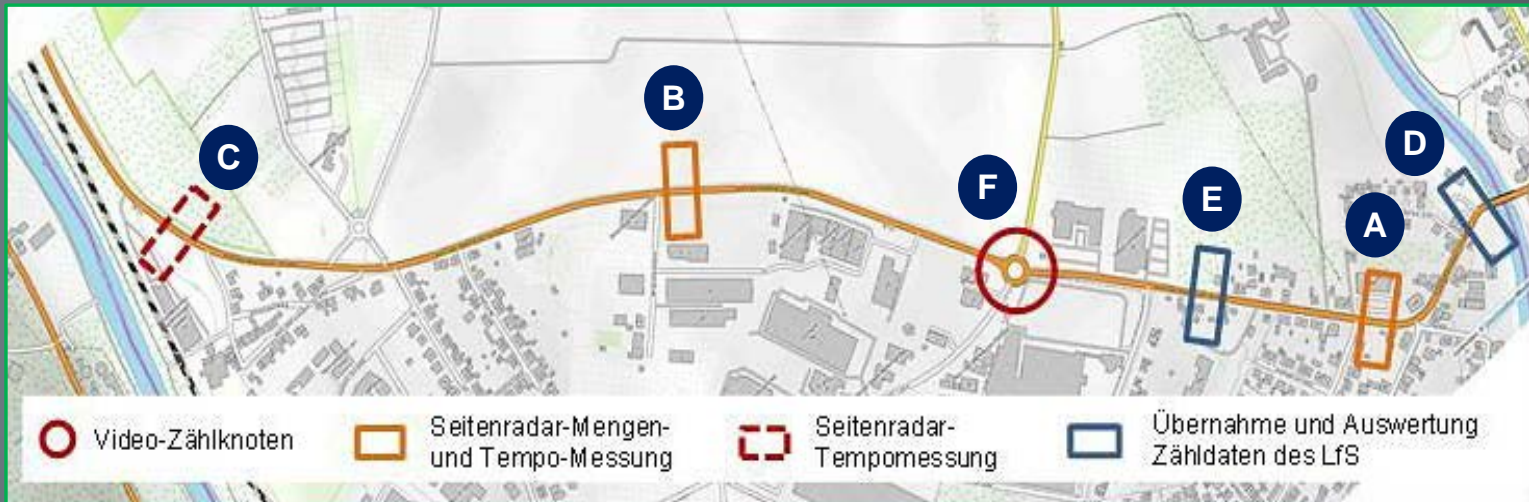 B
C
D
F
E
A
Video-Zählknoten
Seitenradar-Mengen-
und Tempo-Messung
Seitenradar-
Tempomessung
Übernahme und Auswertung
Zähldaten des LfS